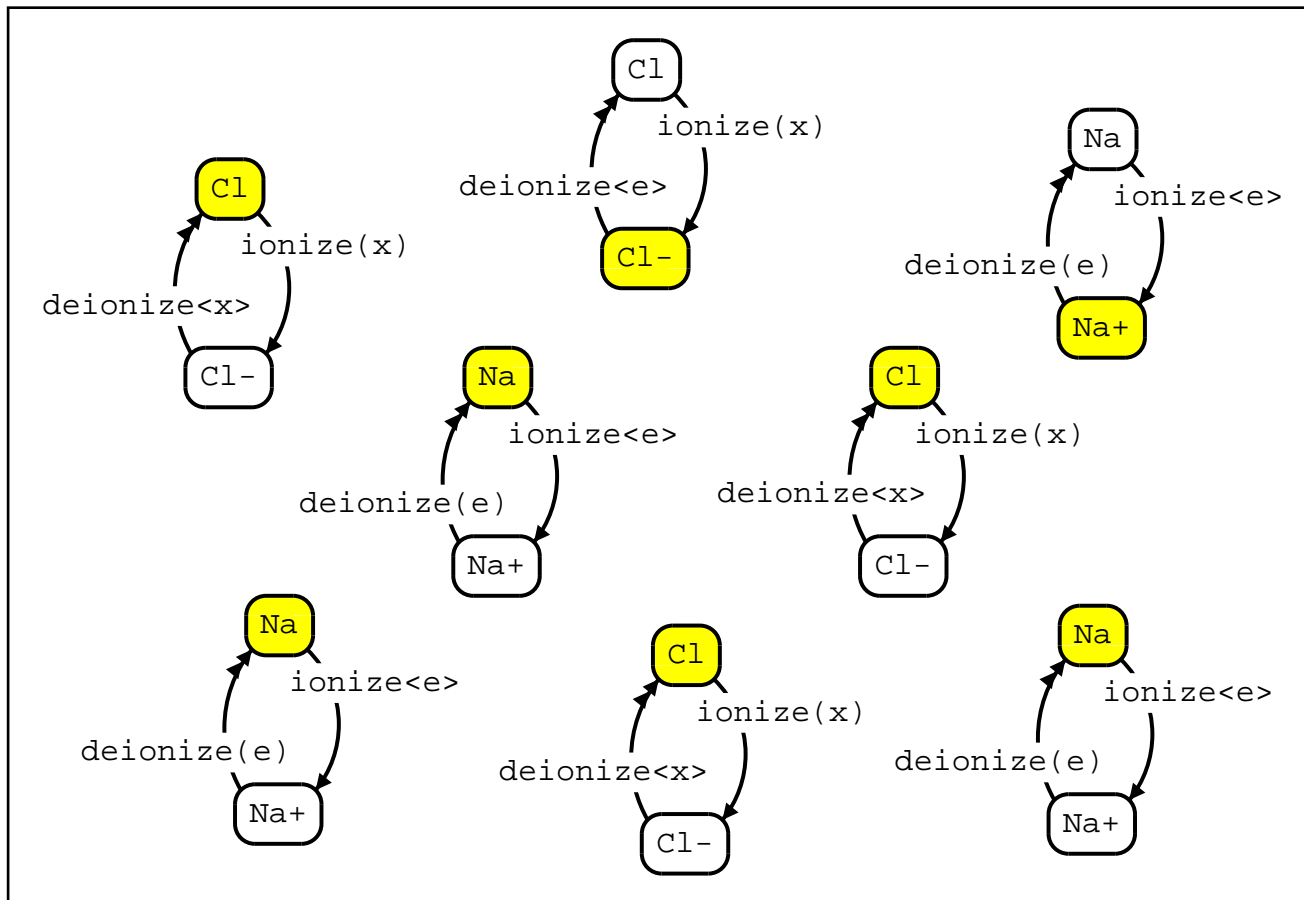 Cl
ionize(x)
deionize<e>
Cl-
Na
ionize<e>
deionize(e)
Na+
Cl
ionize(x)
deionize<x>
Cl-
Na
ionize<e>
deionize(e)
Na+
Cl
ionize(x)
deionize<x>
Cl-
Na
ionize<e>
deionize(e)
Na+
Cl
ionize(x)
deionize<x>
Cl-
Na
ionize<e>
deionize(e)
Na+